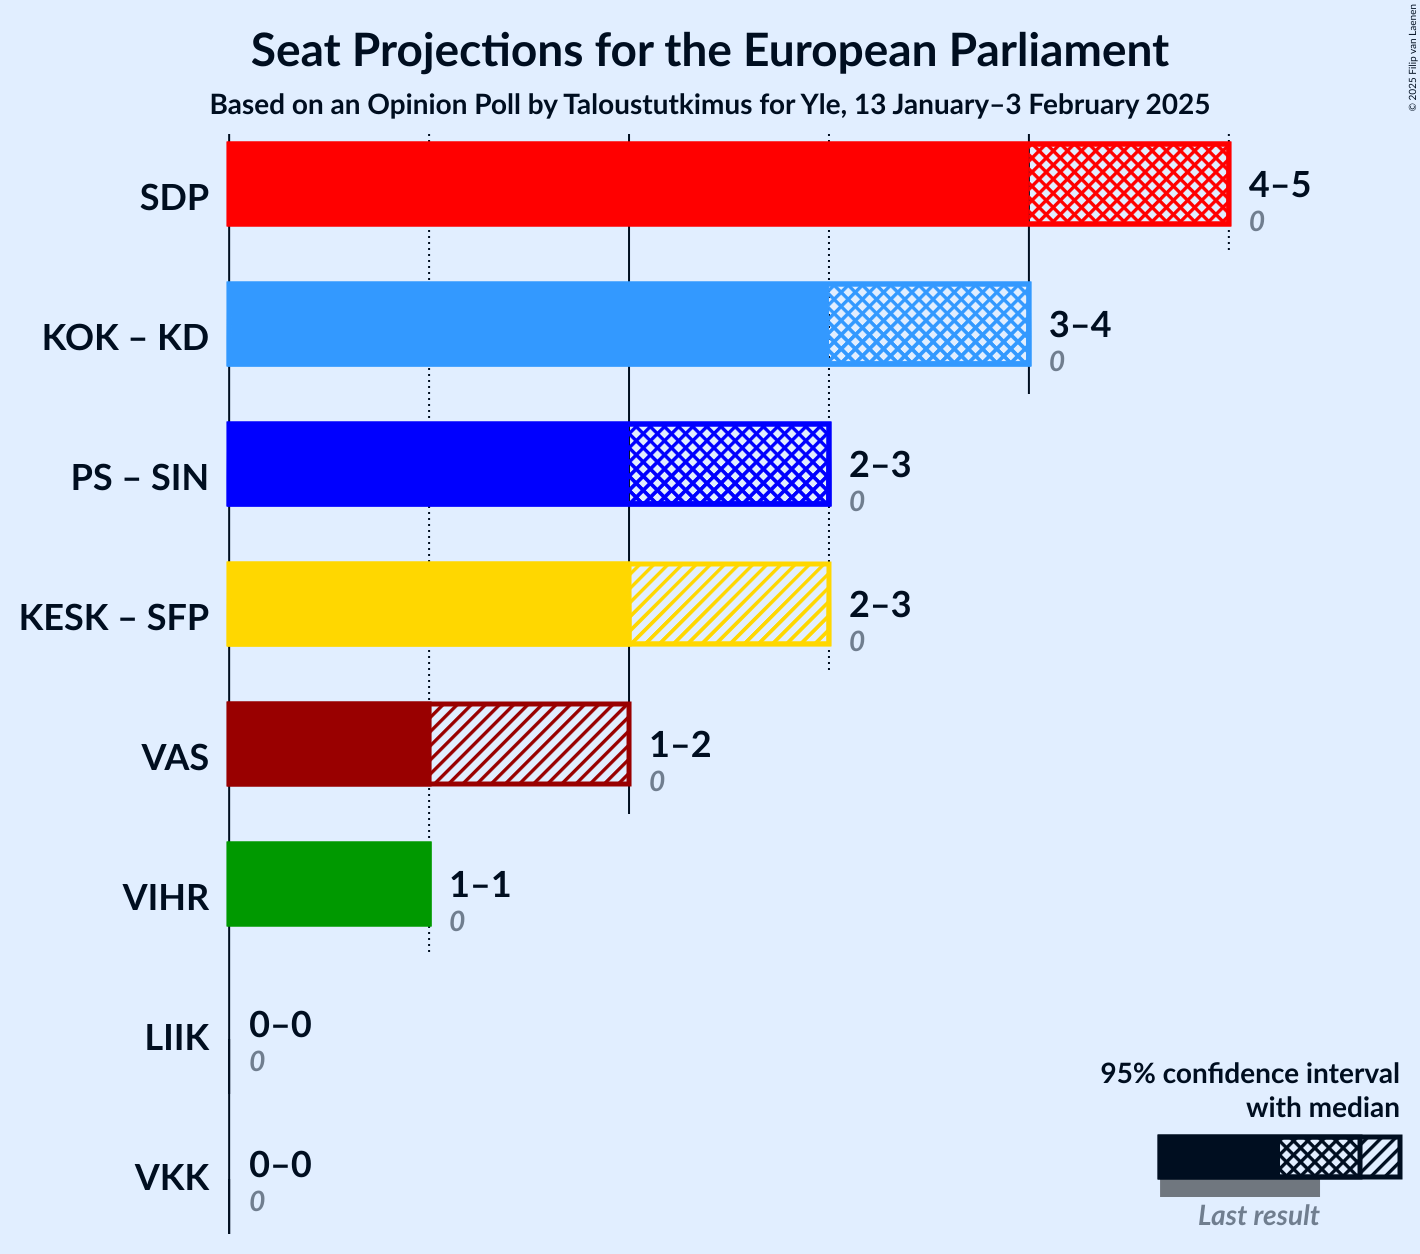 Seat Projections for the European Parliament
Based on an Opinion Poll by Taloustutkimus for Yle, 13 January–3 February 2025
© 2025 Filip van Laenen
SDP
4–5
0
KOK – KD
3–4
0
PS – SIN
2–3
0
KESK – SFP
2–3
0
VAS
1–2
0
VIHR
1–1
0
LIIK
0–0
0
VKK
0–0
0
95% confidence interval
with median
Last result